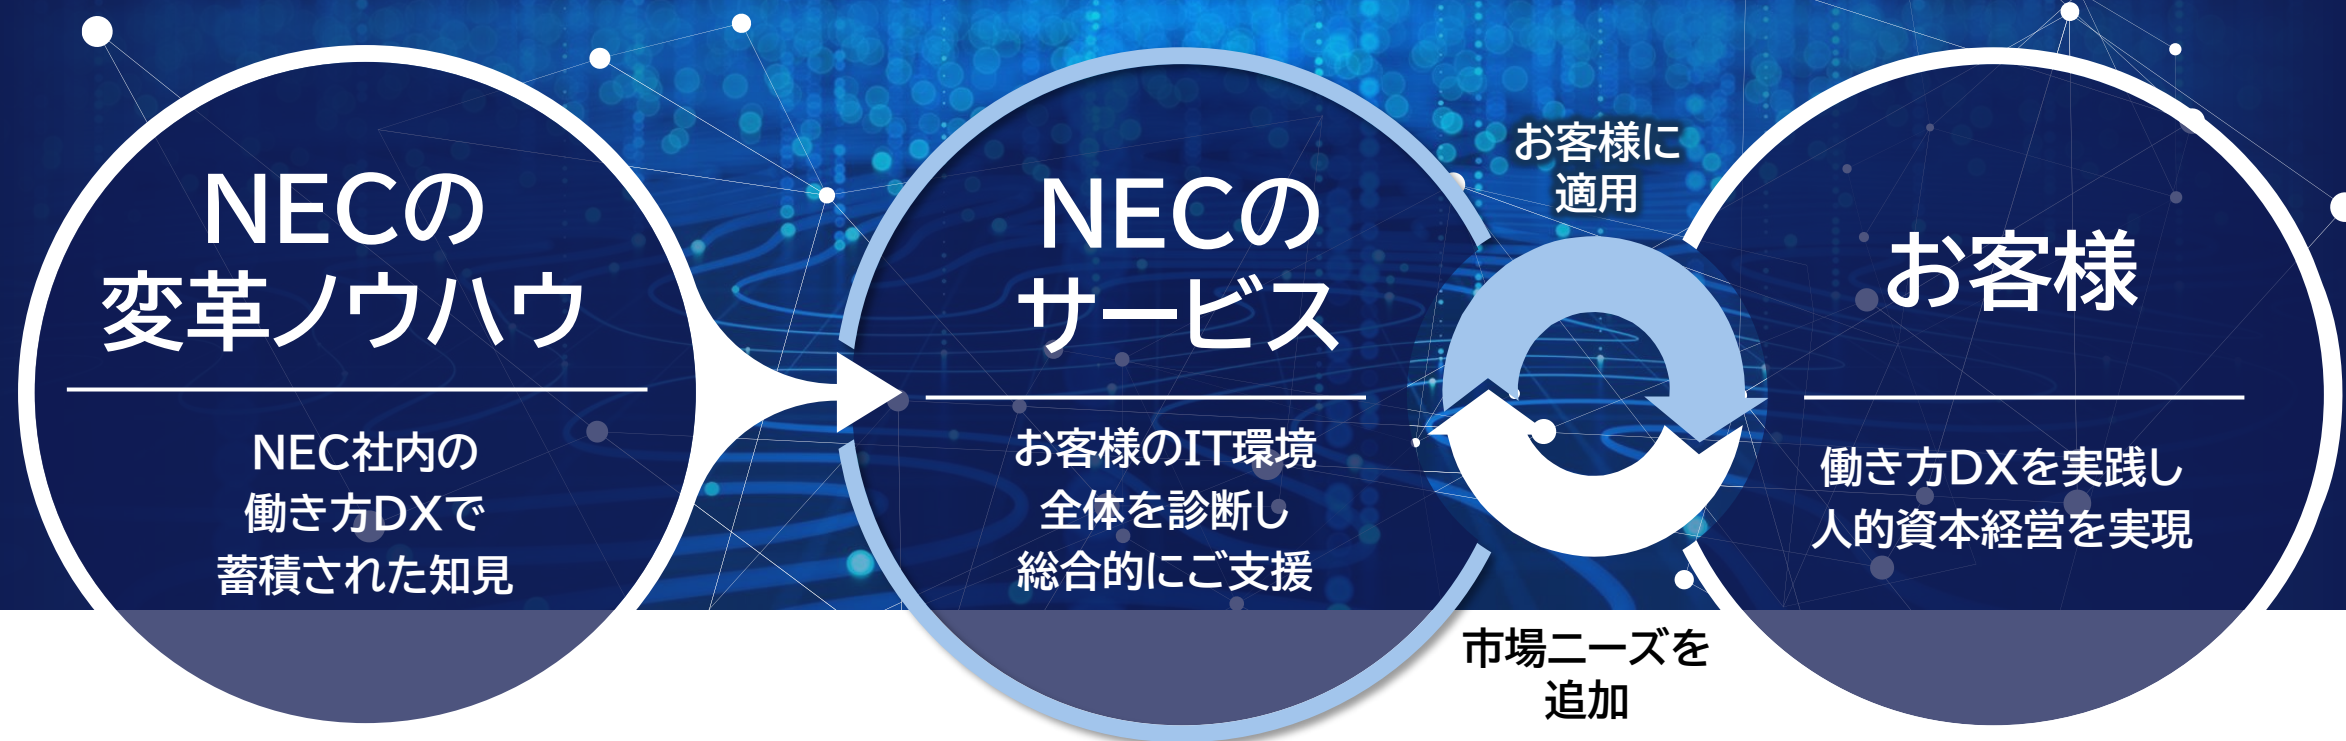 NECの
変革ノウハウ
NEC社内の
働き方DXで
蓄積された知見
NECの
サービス
お客様のIT環境
全体を診断し
総合的にご支援
お客様に
適用
市場ニーズを
追加
お客様
働き方DXを実践し
人的資本経営を実現